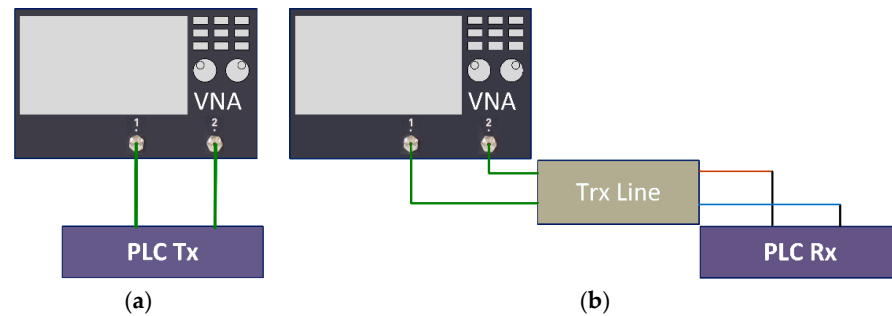 VNA
1
2
PLC Tx
(a)
VNA
1
2
Trx Line
PLC Rx
(b)